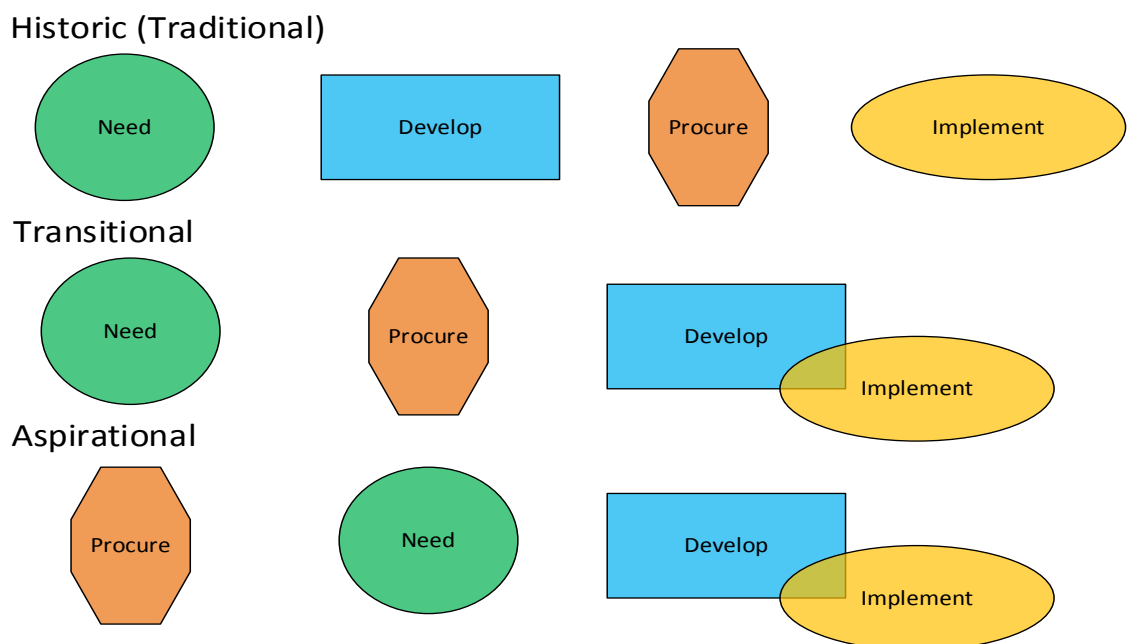 Historic (Traditional)
Need
Develop
Procure
Implement
Transitional
Need
Procure
Develop
Implement
Aspirational
Procure
Need
Develop
Implement